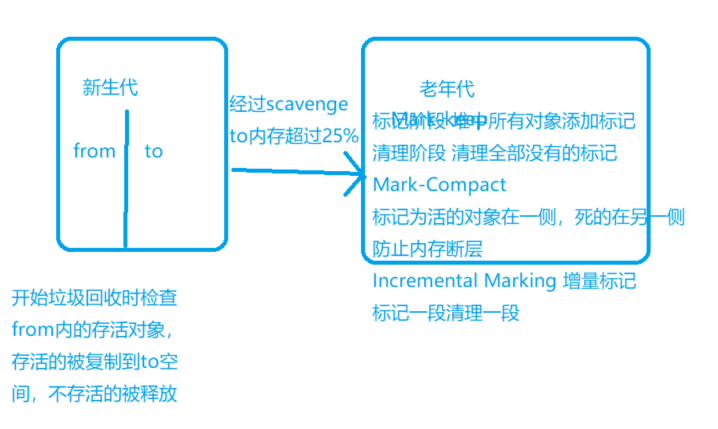 新生代
from
to
开始垃圾回收时检查
from内的存活对象，
存活的被复制到to空
间，不存活的被释放
经过scavenge
to内存超过25%
老年代
标记阶段 堆中所有对象添加标记
清理阶段 清理全部没有的标记
Mark-Compact
标记为活的对象在一侧，死的在另一侧
防止内存断层
Incremental Marking 增量标记
标记一段清理一段